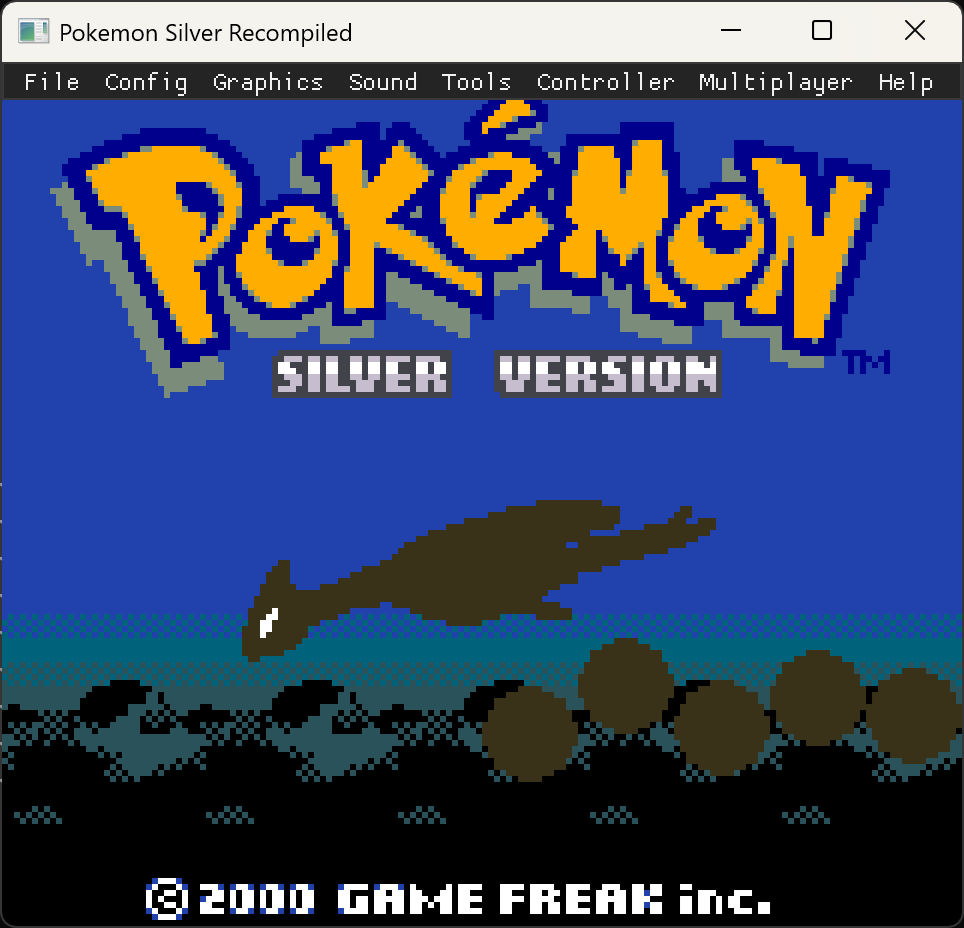 Pokemon Silver Recompiled
File Config Graphics Sound Tools Controller Multiplayer Help
POKéMON
TM
SILVER VERSION
© 2000 GAME FREAK inc.